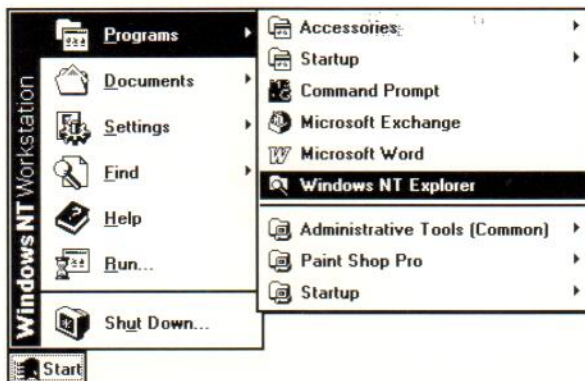 Windows NT Workstation
Programs
Documents
Settings
Find
Help
Run...
Shut Down...
Start
Accessories
Startup
Command Prompt
Microsoft Exchange
Microsoft Word
Windows NT Explorer
Administrative Tools (Common)
Paint Shop Pro
Startup